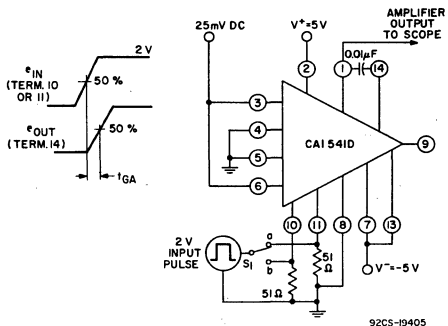 25mV DC
V+=5V
AMPLIFIER
OUTPUT
TO SCOPE
0.01µF
2 V
eIN
(TERM.10
OR 11)
50 %
eOUT
(TERM.14)
50 %
tGA
2
1
14
3
4
5
6
CA1541D
9
10
11
8
7
13
2 V
INPUT
PULSE
S1
a
b
51
Ω
51Ω
V-=-5V
92CS-19405